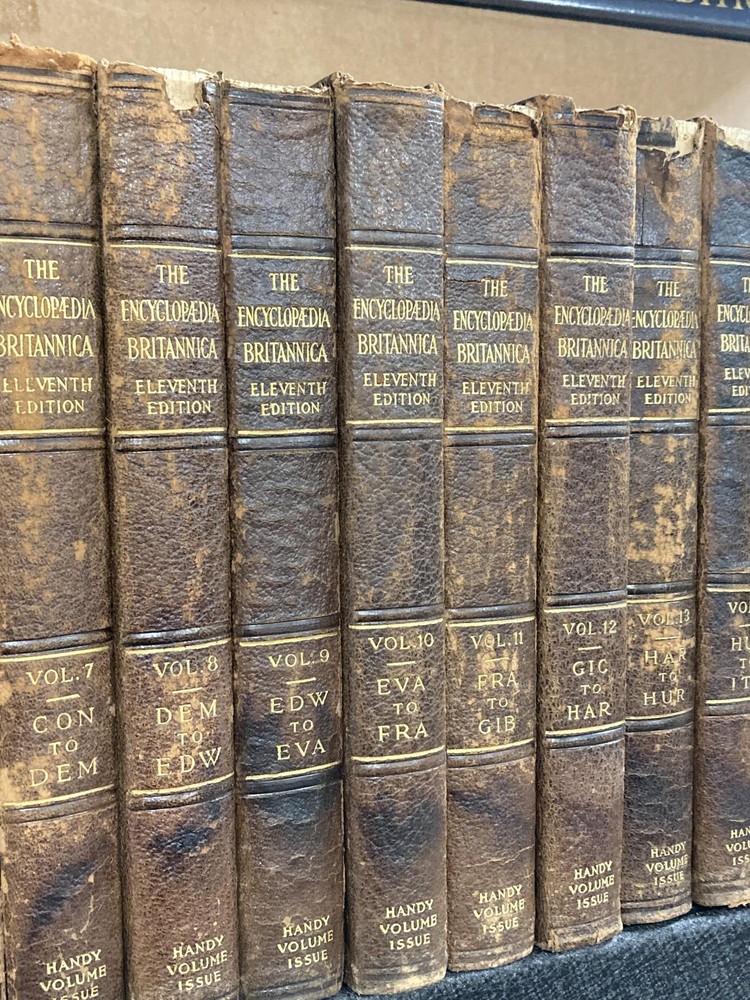 THE
ENCYCLOPÆDIA
BRITANNICA
ELEVENTH
EDITION
VOL. 7
CON
TO
DEM
HANDY
VOLUME
ISSUE
THE
ENCYCLOPÆDIA
BRITANNICA
ELEVENTH
EDITION
VOL. 8
DEM
TO
EDW
HANDY
VOLUME
ISSUE
THE
ENCYCLOPÆDIA
BRITANNICA
ELEVENTH
EDITION
VOL. 9
EDW
TO
EVA
HANDY
VOLUME
ISSUE
THE
ENCYCLOPÆDIA
BRITANNICA
ELEVENTH
EDITION
VOL. 10
EVA
TO
FRA
HANDY
VOLUME
ISSUE
THE
ENCYCLOPÆDIA
BRITANNICA
ELEVENTH
EDITION
VOL. 11
FRA
TO
GIB
HANDY
VOLUME
ISSUE
THE
ENCYCLOPÆDIA
BRITANNICA
ELEVENTH
EDITION
VOL. 12
GIC
TO
HAR
HANDY
VOLUME
ISSUE
THE
ENCYCLOPÆDIA
BRITANNICA
ELEVENTH
EDITION
VOL. 13
HAR
TO
HUR
HANDY
VOLUME
ISSUE